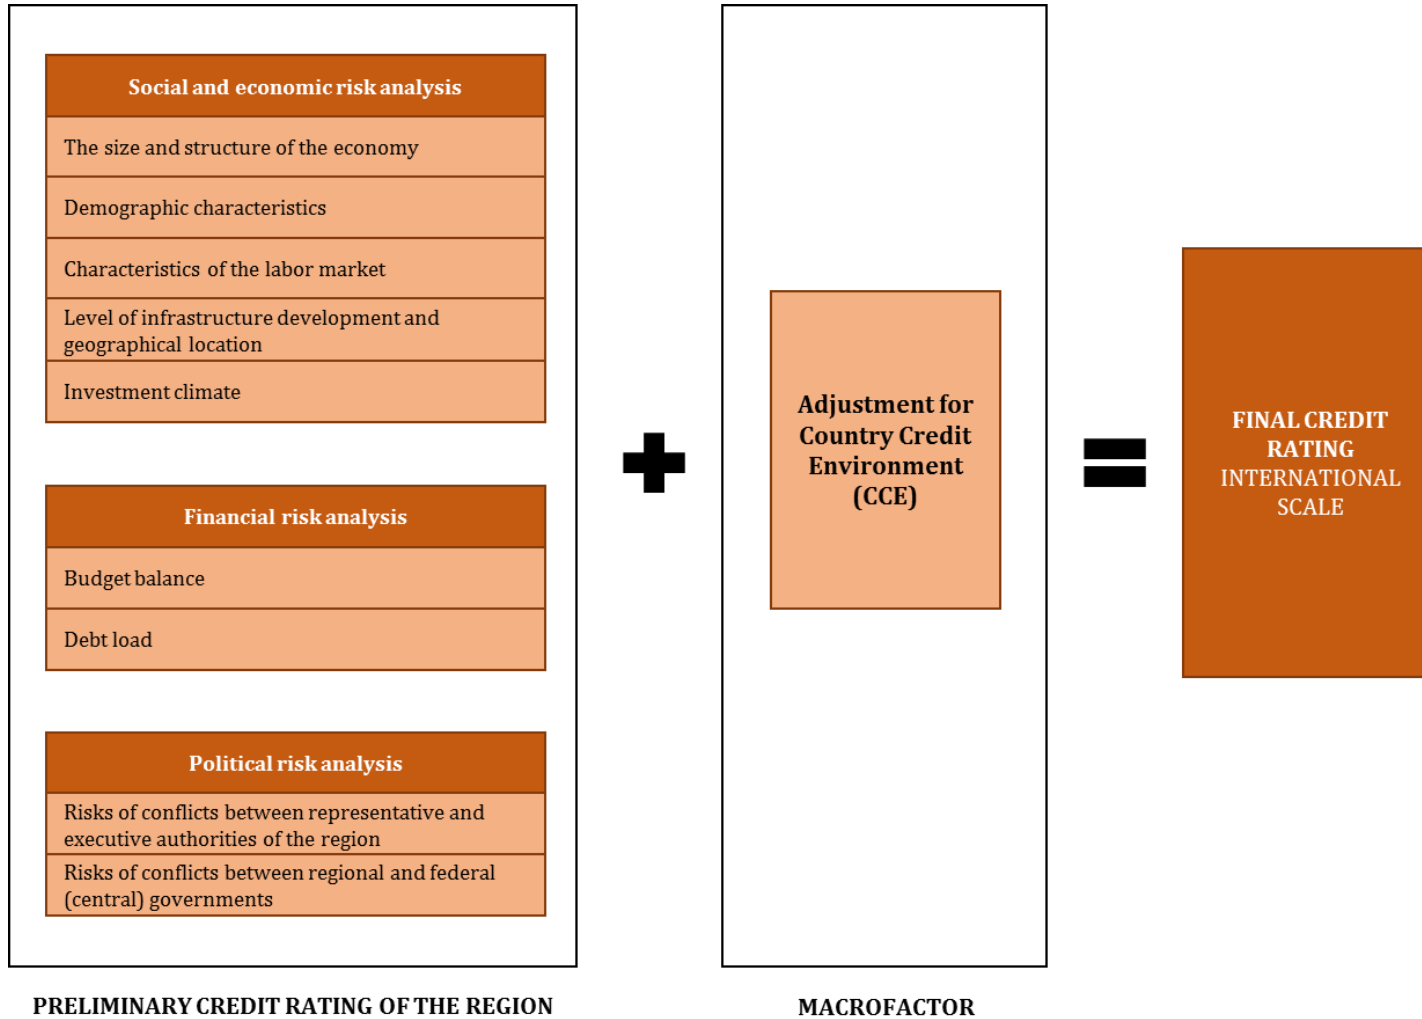 Social and economic risk analysis
The size and structure of the economy
Demographic characteristics
Characteristics of the labor market
Level of infrastructure development and
geographical location
Investment climate
Financial risk analysis
Budget balance
Debt load
Political risk analysis
Risks of conflicts between representative and
executive authorities of the region
Risks of conflicts between regional and federal
(central) governments
PRELIMINARY CREDIT RATING OF THE REGION
Adjustment for
Country Credit
Environment
(CCE)
MACROFACTOR
FINAL CREDIT
RATING
INTERNATIONAL
SCALE